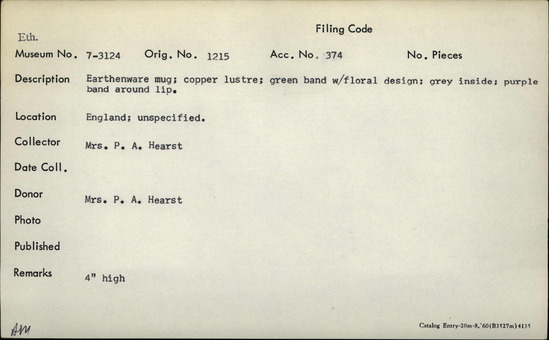 Filing Code
Eth.
Museum No. 7-3124 Orig. No. 1215 Acc. No. 374 No. Pieces
Description Earthenware mug; copper lustre; green band w/floral design; grey inside; purple
band around lip.
Location England; unspecified.
Collector Mrs. P. A. Hearst
Date Coll.
Donor Mrs. P. A. Hearst
Photo
Published
Remarks 4" high
AM
Catalog Entry-20m-8,'60(B3527m)4137